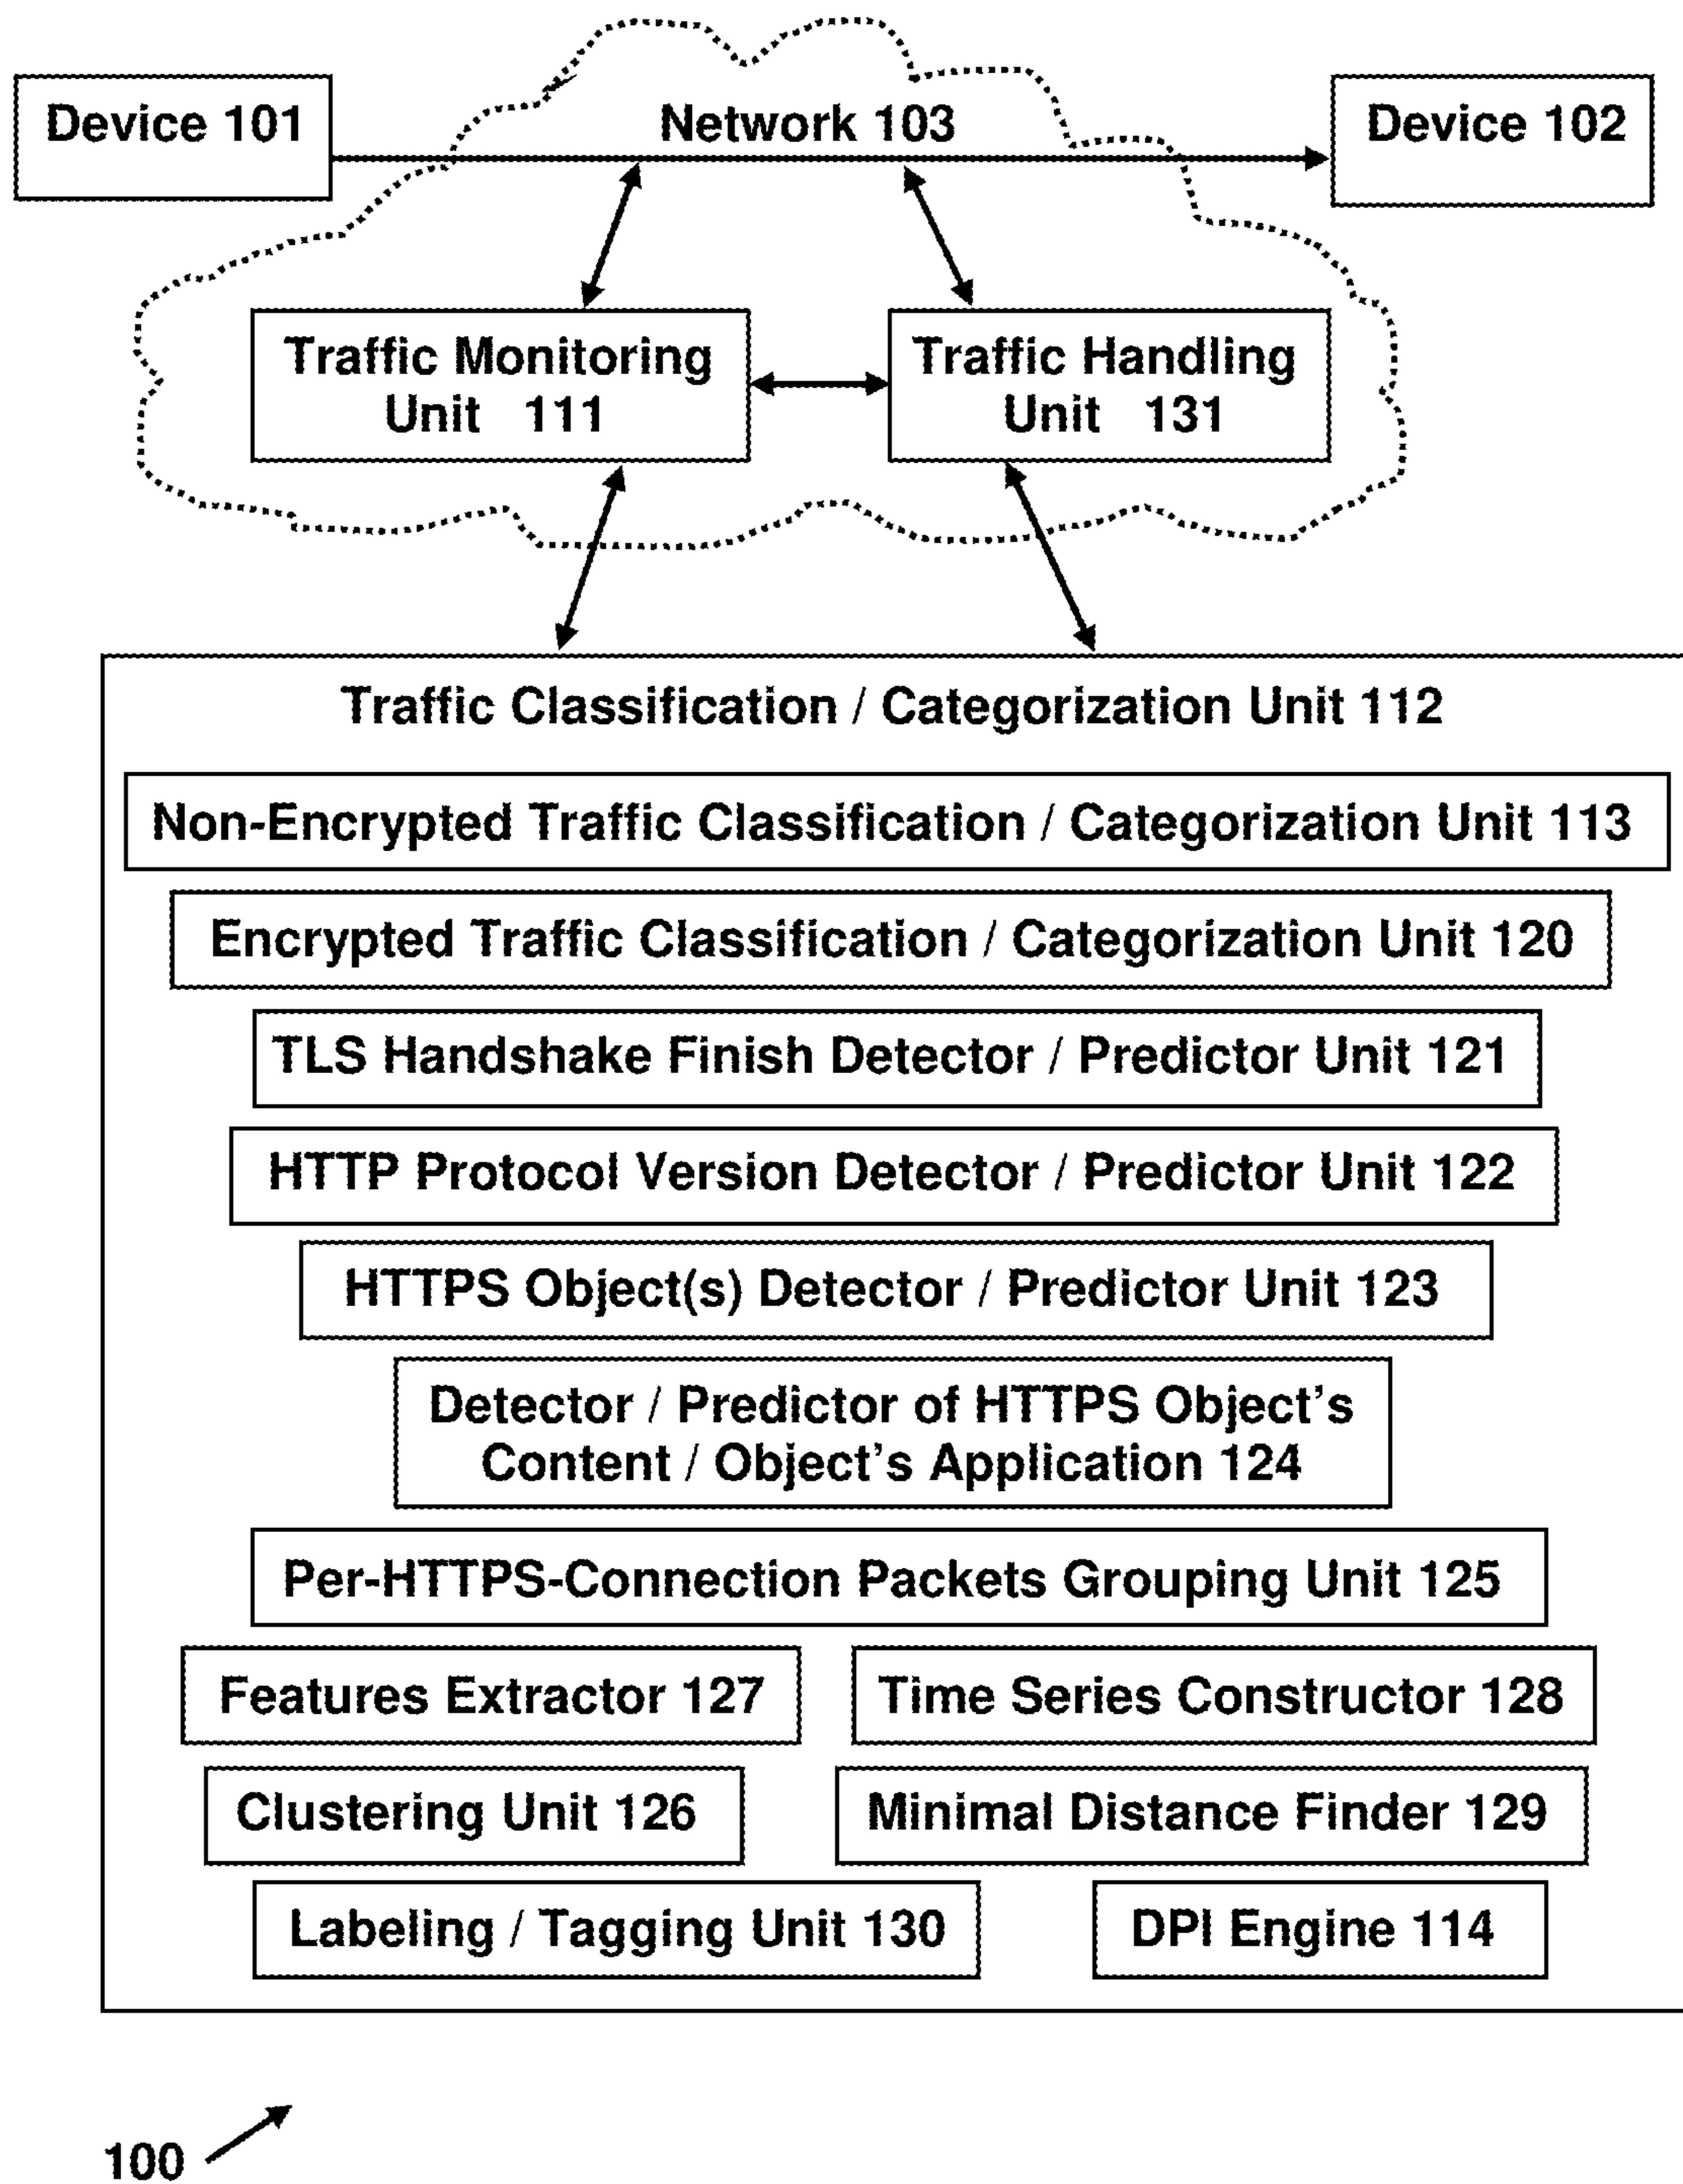 Device 101
Network 103
Device 102
Traffic Monitoring
Unit 111
Traffic Handling
Unit 131
Traffic Classification / Categorization Unit 112
Non-Encrypted Traffic Classification / Categorization Unit 113
Encrypted Traffic Classification / Categorization Unit 120
TLS Handshake Finish Detector / Predictor Unit 121
HTTP Protocol Version Detector / Predictor Unit 122
HTTPS Object(s) Detector / Predictor Unit 123
Detector / Predictor of HTTPS Object's
Content / Object's Application 124
Per-HTTPS-Connection Packets Grouping Unit 125
Features Extractor 127
Time Series Constructor 128
Clustering Unit 126
Minimal Distance Finder 129
Labeling / Tagging Unit 130
DPI Engine 114
100